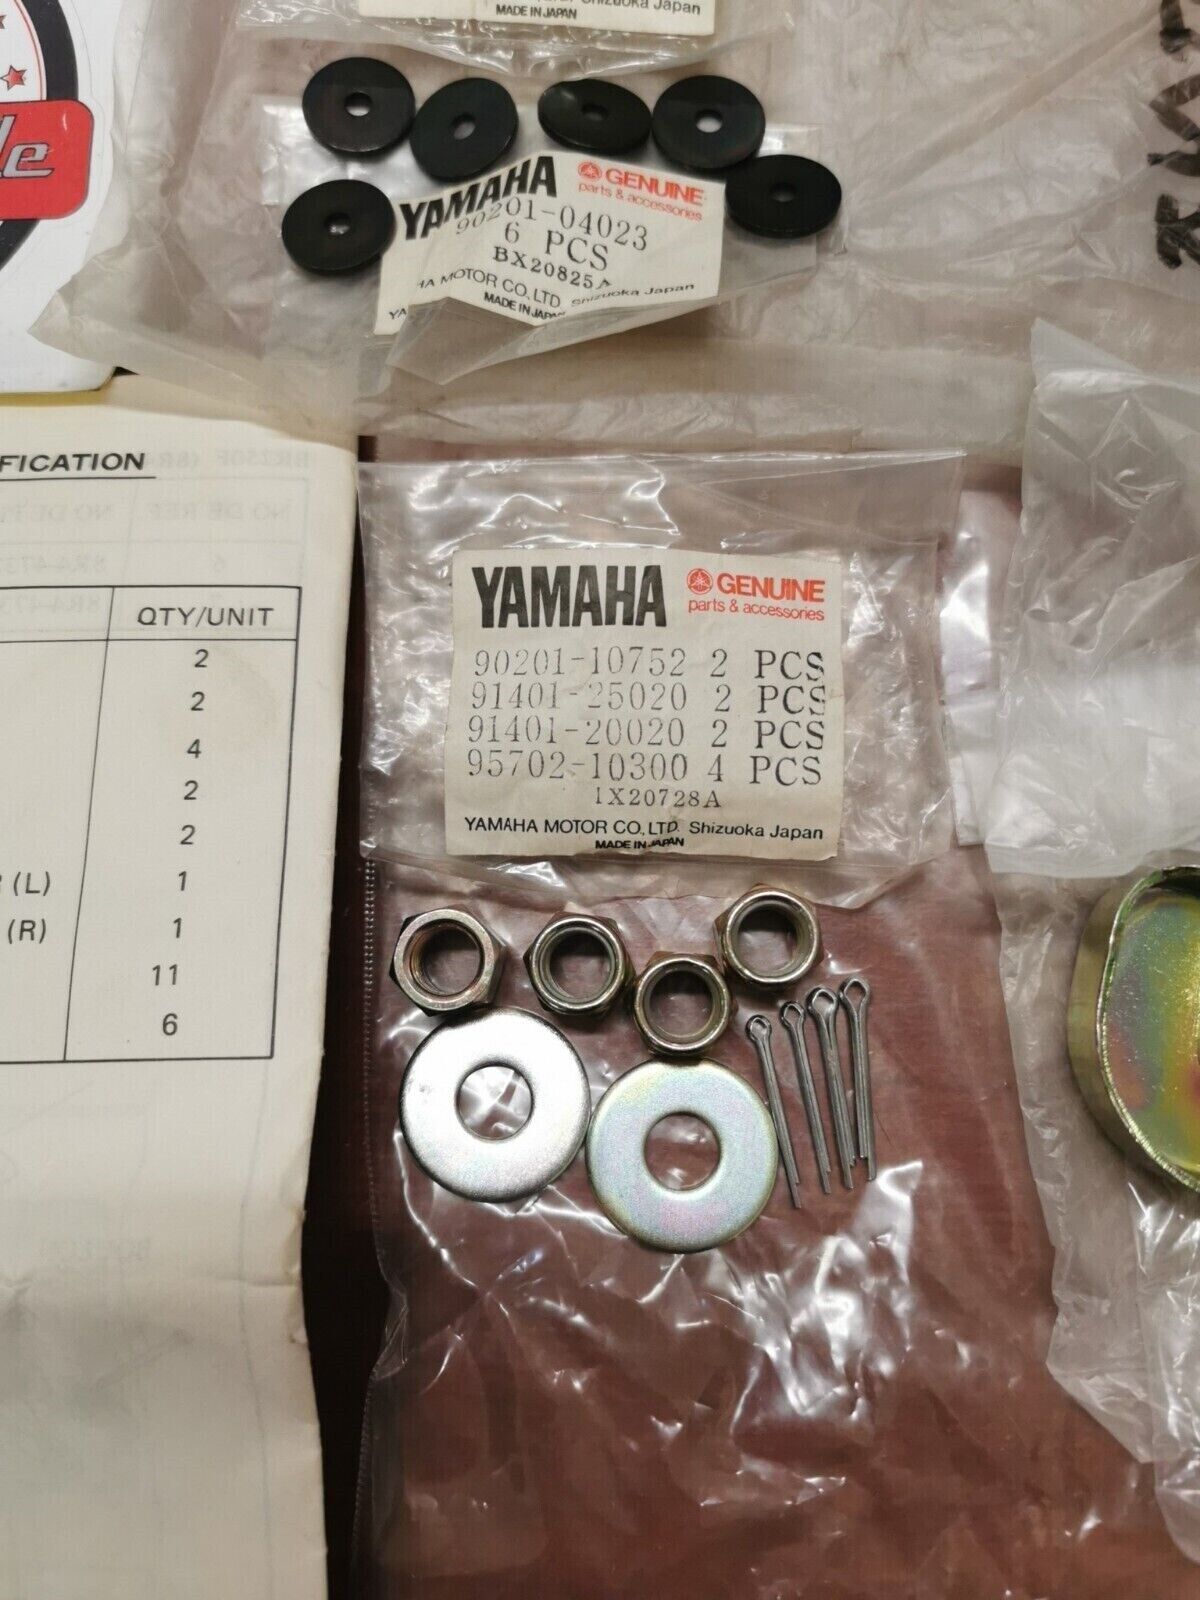 Shizuoka Japan
MADE IN JAPAN
YAMAHA GENUINE
parts & accessories
90201-04023
6 PCS
BX20825A
YAMAHA MOTOR CO., LTD. Shizuoka Japan
MADE IN JAPAN
FICATION
QTY/UNIT
2
2
4
2
2
(L) 1
(R) 1
11
6
YAMAHA GENUINE
parts & accessories
90201-10752 2 PCS
91401-25020 2 PCS
91401-20020 2 PCS
95702-10300 4 PCS
1X20728A
YAMAHA MOTOR CO., LTD. Shizuoka Japan
MADE IN JAPAN